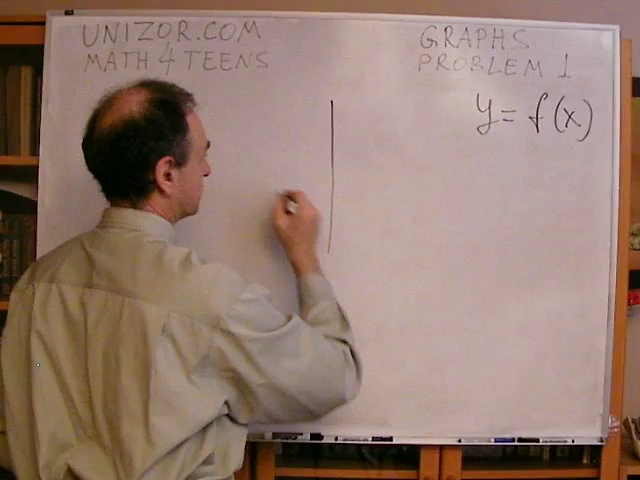 UNIZOR.COM
MATH 4 TEENS
GRAPHS
PROBLEM 1
y = f(x)